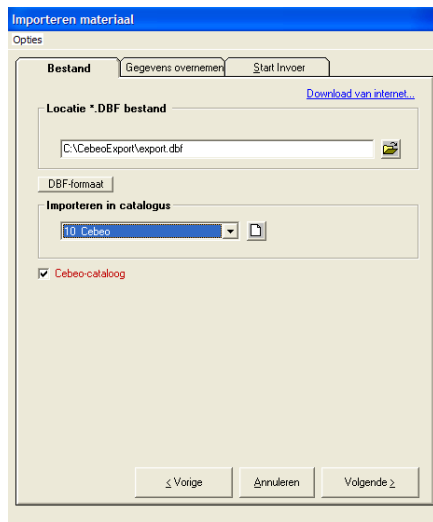 Importeren materiaal
Opties
Bestand Gegevens overnemen Start Invoer
Download van internet...
Locatie *.DBF bestand
C:\CebeoExport\export.dbf
DBF-formaat
Importeren in catalogus
10 Cebeo
Cebeo-cataloog
< Vorige Annuleren Volgende >